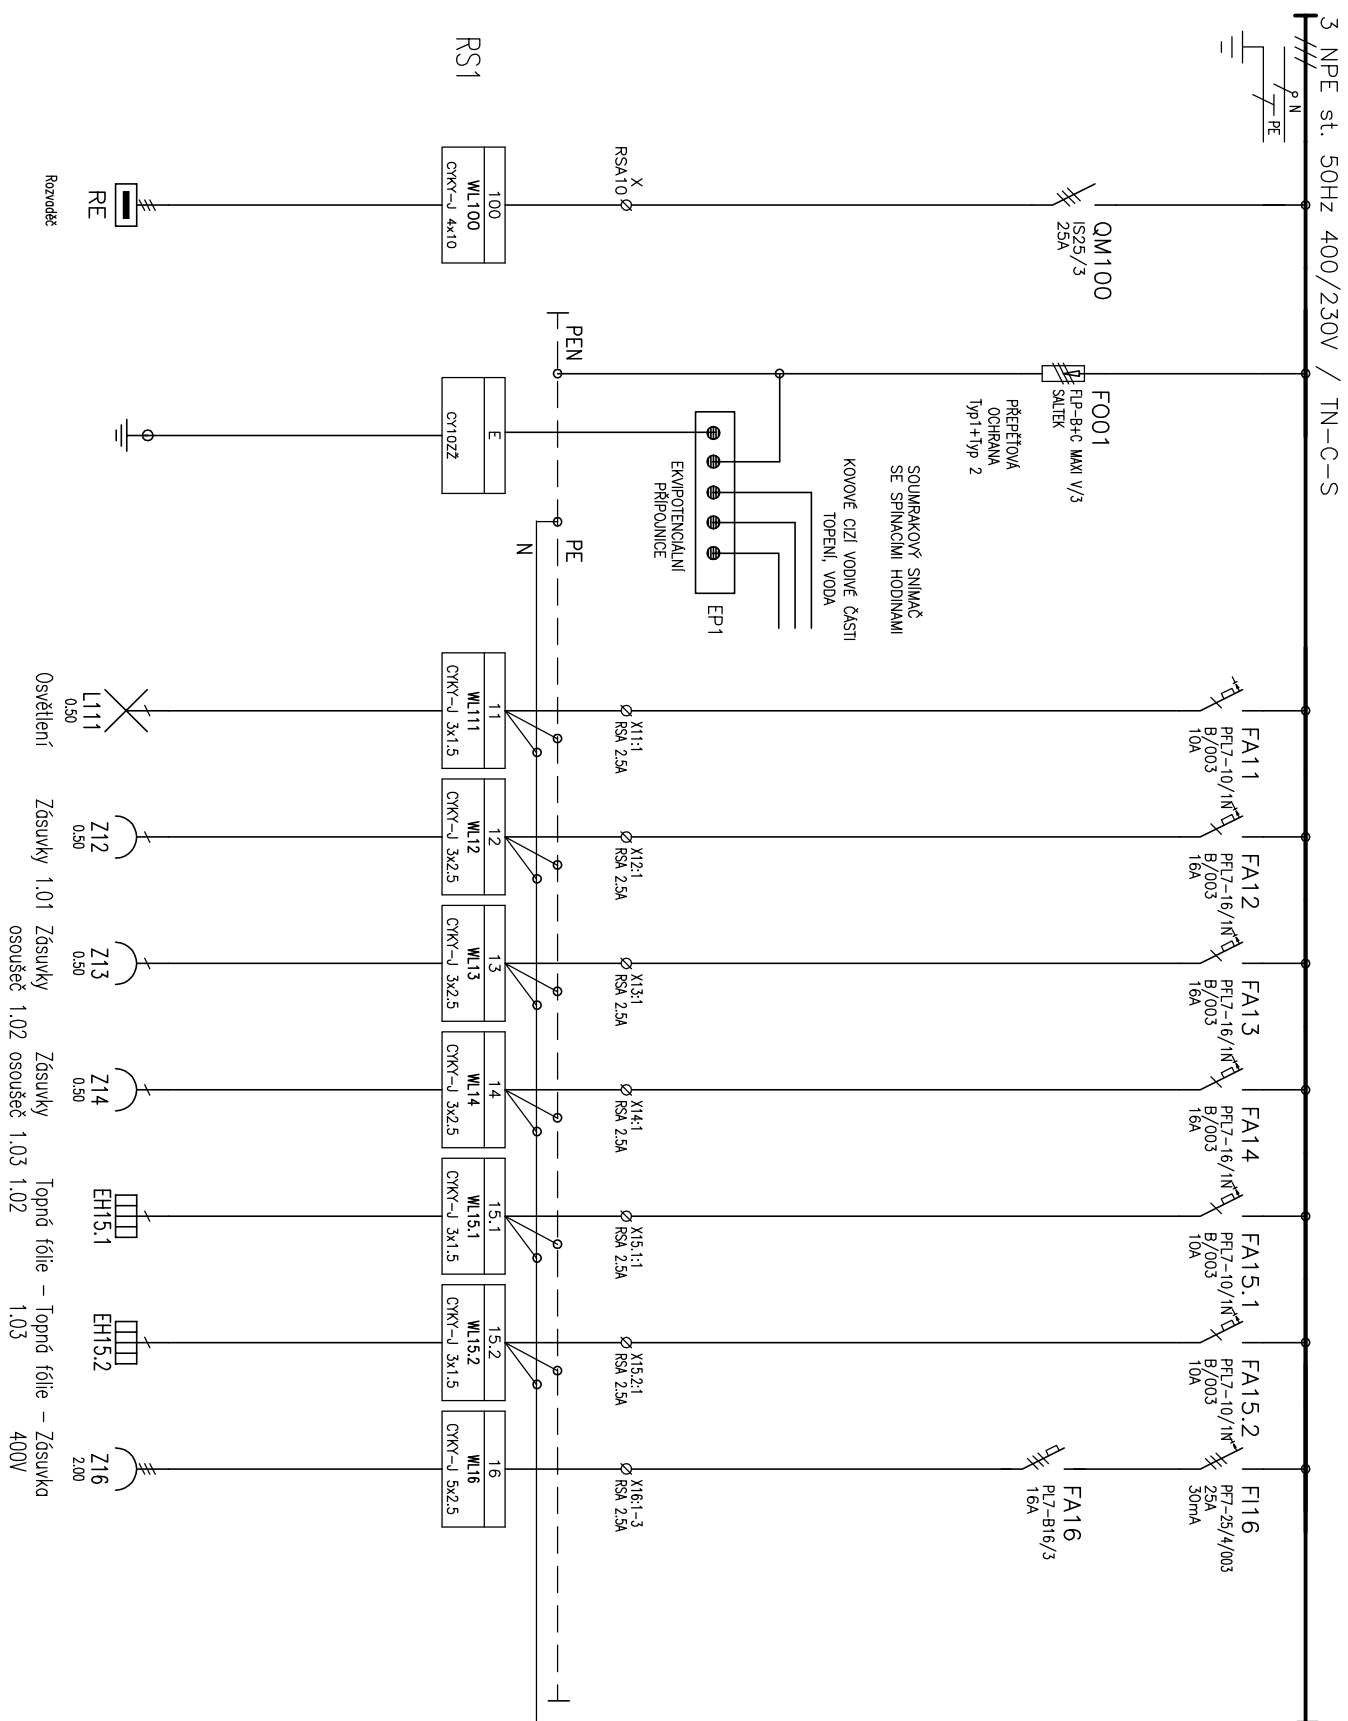 3 NPE st. 50Hz 400/230V / TN-C-S
N
PE
RS1
QM100
IS25/3
25A
X
RSA10
100
WL100
CYKY-J 4x10
RE
Rozvaděč
FO01
FLP-B+C MAXI V/3
SALTEK
PŘEPĚŤOVÁ
OCHRANA
Typ1+Typ 2
SOUMRAKOVÝ SNÍMAČ
SE SPÍNACÍMI HODINAMI
KOVOVÉ CIZÍ VODIVÉ ČÁSTI
TOPENÍ, VODA
EP1
EKVIPOTENCIÁLNÍ
PŘÍPOJNICE
PEN
PE
N
E
CY10ZŽ
FA11
PFL7-10/1N
B/003
10A
X11:1
RSA 2.5A
11
WL111
CYKY-J 3x1.5
L111
0.50
Osvětlení
FA12
PFL7-16/1N
B/003
16A
X12:1
RSA 2.5A
12
WL12
CYKY-J 3x2.5
Z12
0.50
Zásuvky 1.01
FA13
PFL7-16/1N
B/003
16A
X13:1
RSA 2.5A
13
WL13
CYKY-J 3x2.5
Z13
0.50
Zásuvky
osoušeč 1.02
FA14
PFL7-16/1N
B/003
16A
X14:1
RSA 2.5A
14
WL14
CYKY-J 3x2.5
Z14
0.50
Zásuvky
osoušeč 1.03
FA15.1
PFL7-10/1N
B/003
10A
X15.1:1
RSA 2.5A
15.1
WL15.1
CYKY-J 3x1.5
EH15.1
Topná fólie -
1.02
FA15.2
PFL7-10/1N
B/003
10A
X15.2:1
RSA 2.5A
15.2
WL15.2
CYKY-J 3x1.5
EH15.2
Topná fólie -
1.03
FI16
PF7-25/4/003
25A
30mA
FA16
PL7-B16/3
16A
X16:1-3
RSA 2.5A
16
WL16
CYKY-J 5x2.5
Z16
2.00
Zásuvka
400V